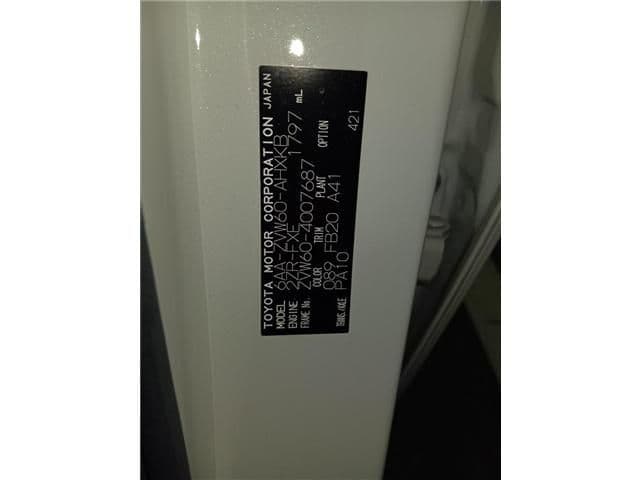 TOYOTA MOTOR CORPORATION JAPAN
MODEL 6AA-ZVW60-AHXKB
ENGINE 2ZR-FXE 1797 mL
FRAME No. ZVW60-4007687
COLOR TRIM PLANT OPTION
089 FB20 A41 421
TRANS./AXLE PA10